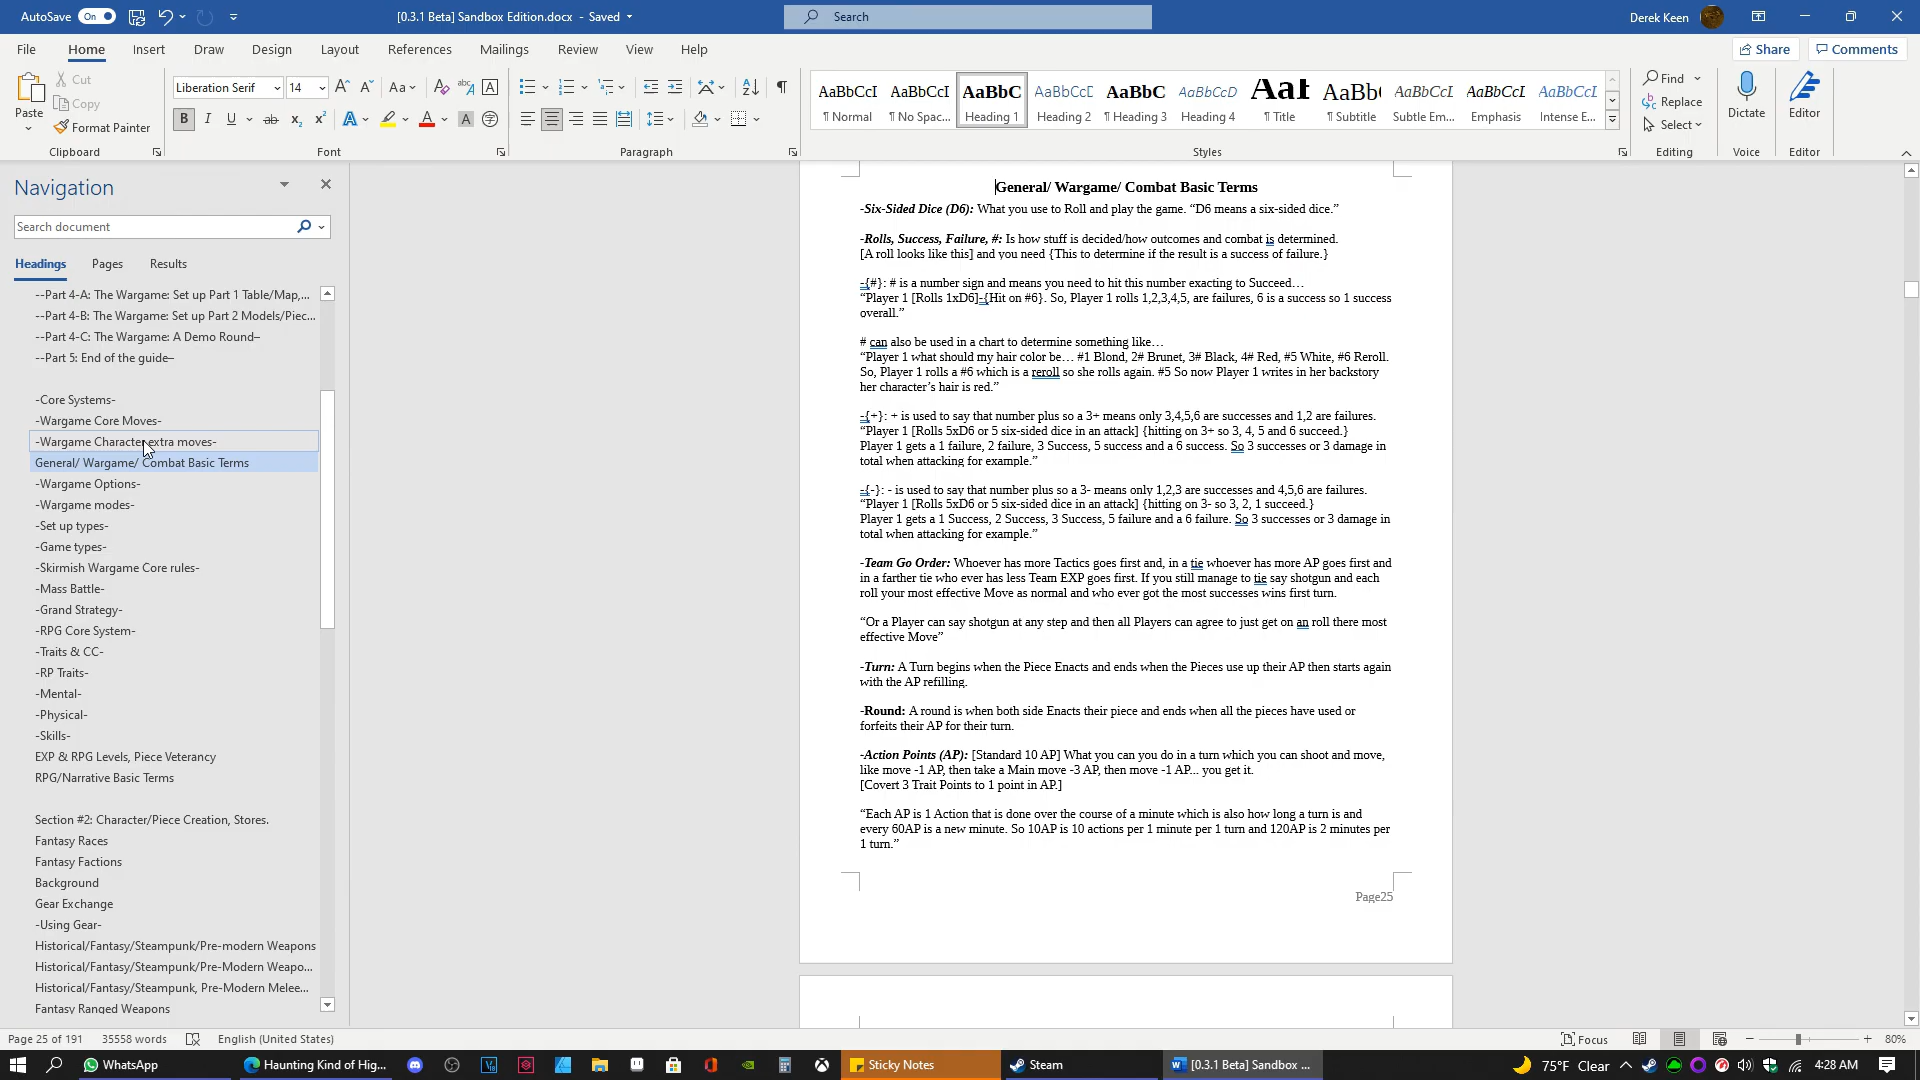 AutoSave On [0.3.1 Beta] Sandbox Edition.docx - Saved Search Derek Keen
File Home Insert Draw Design Layout References Mailings Review View Help Share Comments
Paste Cut Copy Format Painter
Liberation Serif 14
AaBbCcI AaBbCcI AaBbC AaBbCcD AaBbC AaBbCcD AaBbCcI AaBbCcI AaBbCcI
¶ Normal ¶ No Spac... Heading 1 Heading 2 ¶ Heading 3 Heading 4 ¶ Title ¶ Subtitle Subtle Em... Emphasis Intense E...
Find Replace Select Dictate Editor
Clipboard Font Paragraph Styles Editing Voice Editor
Navigation
Search document
Headings Pages Results
--Part 4-A: The Wargame: Set up Part 1 Table/Map,...
--Part 4-B: The Wargame: Set up Part 2 Models/Piec...
--Part 4-C: The Wargame: A Demo Round–
--Part 5: End of the guide–
-Core Systems-
-Wargame Core Moves-
-Wargame Character extra moves-
General/ Wargame/ Combat Basic Terms
-Wargame Options-
-Wargame modes-
-Set up types-
-Game types-
-Skirmish Wargame Core rules-
-Mass Battle-
-Grand Strategy-
-RPG Core System-
-Traits & CC-
-RP Traits-
-Mental-
-Physical-
-Skills-
EXP & RPG Levels, Piece Veterancy
RPG/Narrative Basic Terms
Section #2: Character/Piece Creation, Stores.
Fantasy Races
Fantasy Factions
Background
Gear Exchange
-Using Gear-
Historical/Fantasy/Steampunk/Pre-modern Weapons
Historical/Fantasy/Steampunk/Pre-Modern Weapo...
Historical/Fantasy/Steampunk, Pre-Modern Melee...
Fantasy Ranged Weapons
General/ Wargame/ Combat Basic Terms
-Six-Sided Dice (D6): What you use to Roll and play the game. “D6 means a six-sided dice.”
-Rolls, Success, Failure, #: Is how stuff is decided/how outcomes and combat is determined.
[A roll looks like this] and you need {This to determine if the result is a success of failure.}
-{#}: # is a number sign and means you need to hit this number exacting to Succeed…
“Player 1 [Rolls 1xD6]-{Hit on #6}. So, Player 1 rolls 1,2,3,4,5, are failures, 6 is a success so 1 success
overall.”
# can also be used in a chart to determine something like…
“Player 1 what should my hair color be… #1 Blond, 2# Brunet, 3# Black, 4# Red, #5 White, #6 Reroll.
So, Player 1 rolls a #6 which is a reroll so she rolls again. #5 So now Player 1 writes in her backstory
her character’s hair is red.”
-{+}: + is used to say that number plus so a 3+ means only 3,4,5,6 are successes and 1,2 are failures.
“Player 1 [Rolls 5xD6 or 5 six-sided dice in an attack] {hitting on 3+ so 3, 4, 5 and 6 succeed.}
Player 1 gets a 1 failure, 2 failure, 3 Success, 5 success and a 6 success. So 3 successes or 3 damage in
total when attacking for example.”
-{-}: - is used to say that number plus so a 3- means only 1,2,3 are successes and 4,5,6 are failures.
“Player 1 [Rolls 5xD6 or 5 six-sided dice in an attack] {hitting on 3- so 3, 2, 1 succeed.}
Player 1 gets a 1 Success, 2 Success, 3 Success, 5 failure and a 6 failure. So 3 successes or 3 damage in
total when attacking for example.”
-Team Go Order: Whoever has more Tactics goes first and, in a tie whoever has more AP goes first and
in a farther tie who ever has less Team EXP goes first. If you still manage to tie say shotgun and each
roll your most effective Move as normal and who ever got the most successes wins first turn.
“Or a Player can say shotgun at any step and then all Players can agree to just get on an roll there most
effective Move”
-Turn: A Turn begins when the Piece Enacts and ends when the Pieces use up their AP then starts again
with the AP refilling.
-Round: A round is when both side Enacts their piece and ends when all the pieces have used or
forfeits their AP for their turn.
-Action Points (AP): [Standard 10 AP] What you can you do in a turn which you can shoot and move,
like move -1 AP, then take a Main move -3 AP, then move -1 AP... you get it.
[Covert 3 Trait Points to 1 point in AP.]
“Each AP is 1 Action that is done over the course of a minute which is also how long a turn is and
every 60AP is a new minute. So 10AP is 10 actions per 1 minute per 1 turn and 120AP is 2 minutes per
1 turn.”
Page25
Page 25 of 191 35558 words English (United States) Focus 80%
WhatsApp Haunting Kind of Hig... Sticky Notes Steam [0.3.1 Beta] Sandbox ... 75°F Clear 4:28 AM